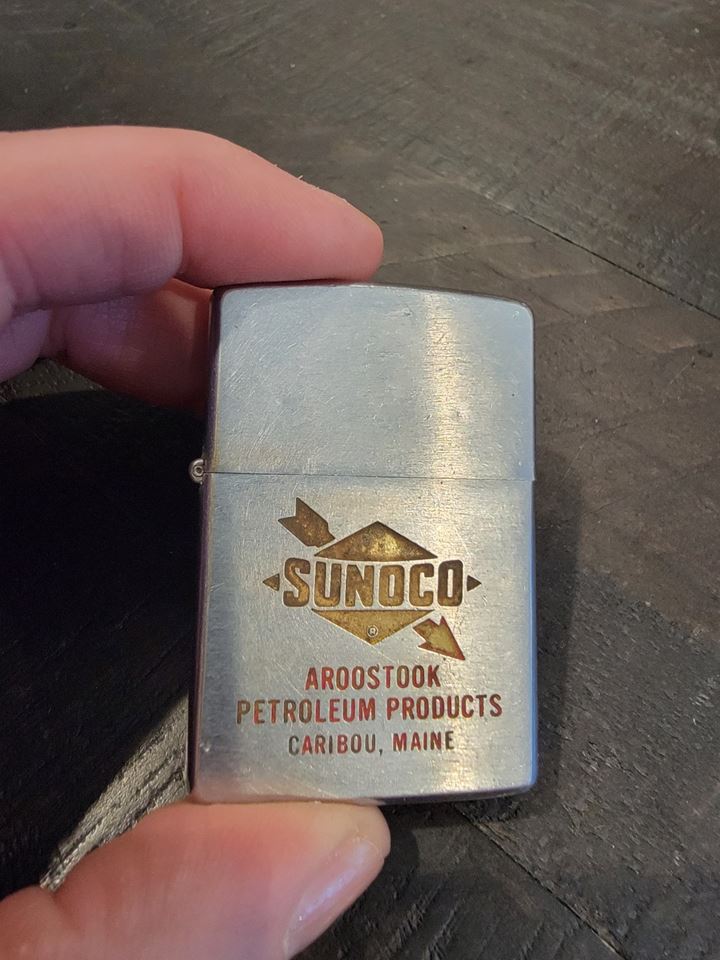 SUNOCO
®
AROOSTOOK
PETROLEUM PRODUCTS
CARIBOU, MAINE